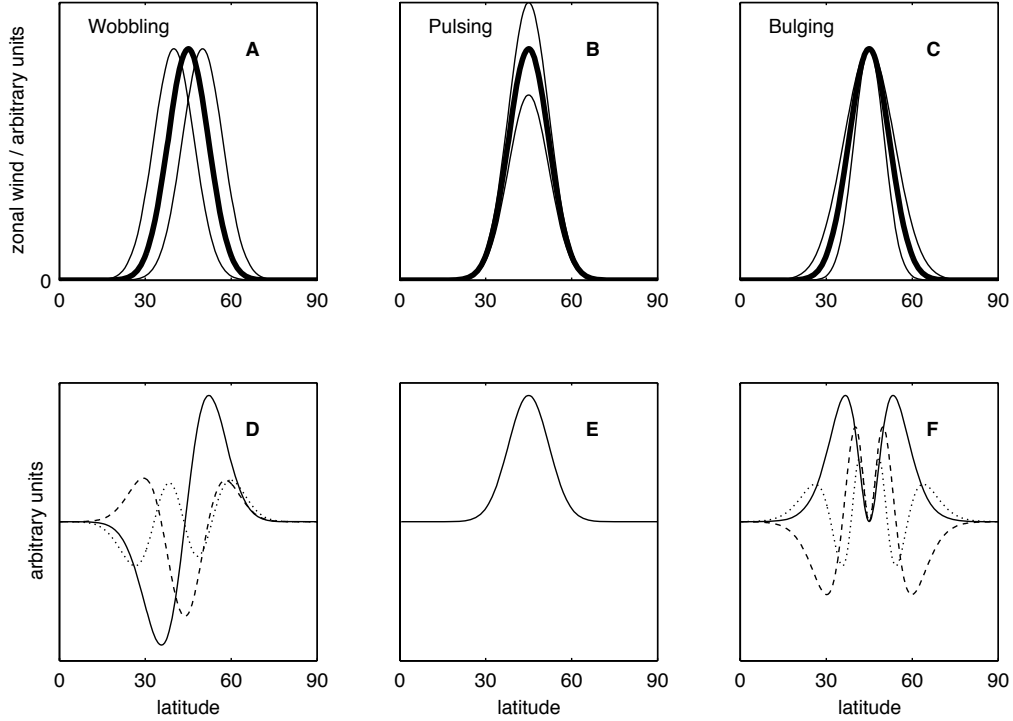 Wobbling
A
Pulsing
B
Bulging
C
zonal wind / arbitrary units
0
0 30 60 90
0 30 60 90
0 30 60 90
D
E
F
arbitrary units
0 30 60 90
0 30 60 90
0 30 60 90
latitude
latitude
latitude